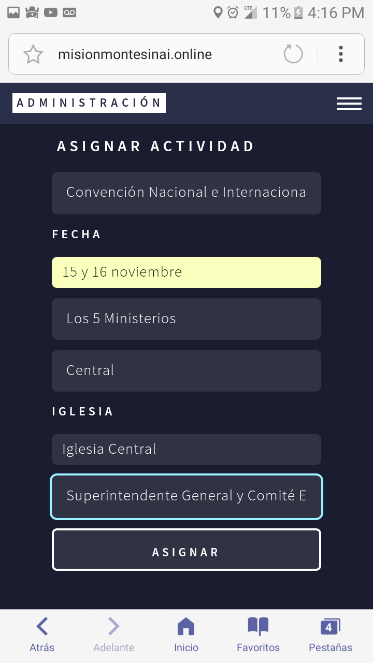 11% 4:16 PM
misionmontesinai.online
ADMINISTRACIÓN
ASIGNAR ACTIVIDAD
Convención Nacional e Internaciona
FECHA
15 y 16 noviembre
Los 5 Ministerios
Central
IGLESIA
Iglesia Central
Superintendente General y Comité E
ASIGNAR
4
Atrás Adelante Inicio Favoritos Pestañas